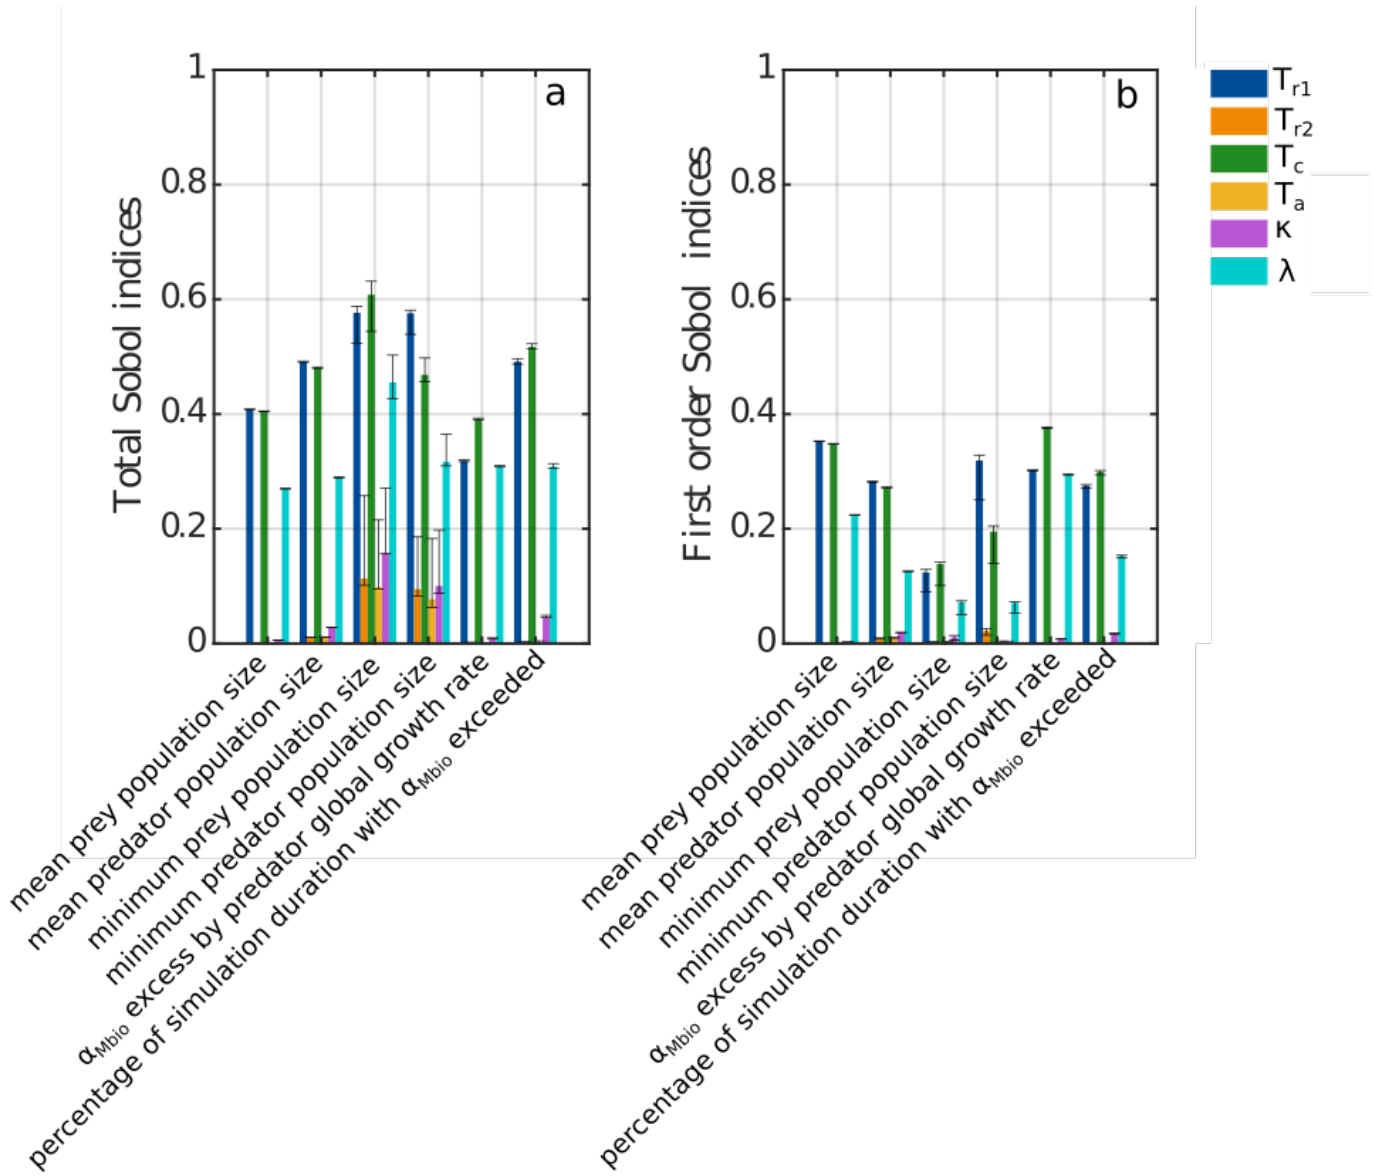 a
1
0.8
0.6
0.4
0.2
0
Total Sobol indices
mean prey population size
mean predator population size
minimum prey population size
minimum predator population size
αMbio excess by predator global growth rate
percentage of simulation duration with αMbio exceeded
b
1
0.8
0.6
0.4
0.2
0
First order Sobol indices
mean prey population size
mean predator population size
minimum prey population size
minimum predator population size
αMbio excess by predator global growth rate
percentage of simulation duration with αMbio exceeded
Tr1
Tr2
Tc
Ta
κ
λ